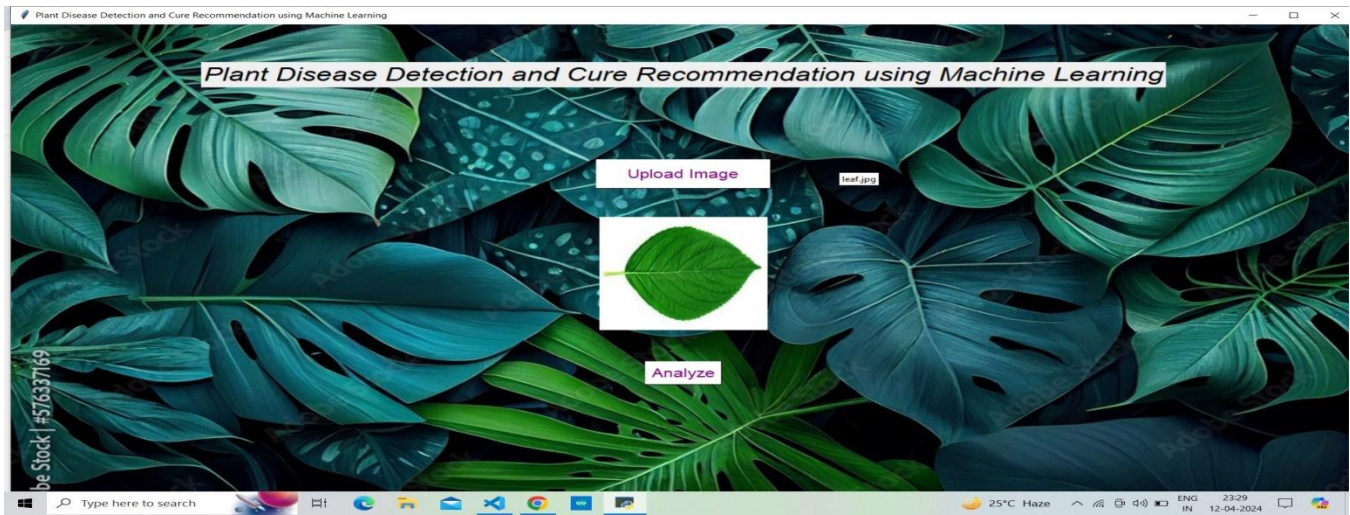 Plant Disease Detection and Cure Recommendation using Machine Learning
Plant Disease Detection and Cure Recommendation using Machine Learning
Upload Image
leaf.jpg
Analyze
be Stock | #576337169
Adobe Stock
Type here to search
25°C Haze
ENG
IN
23:29
12-04-2024